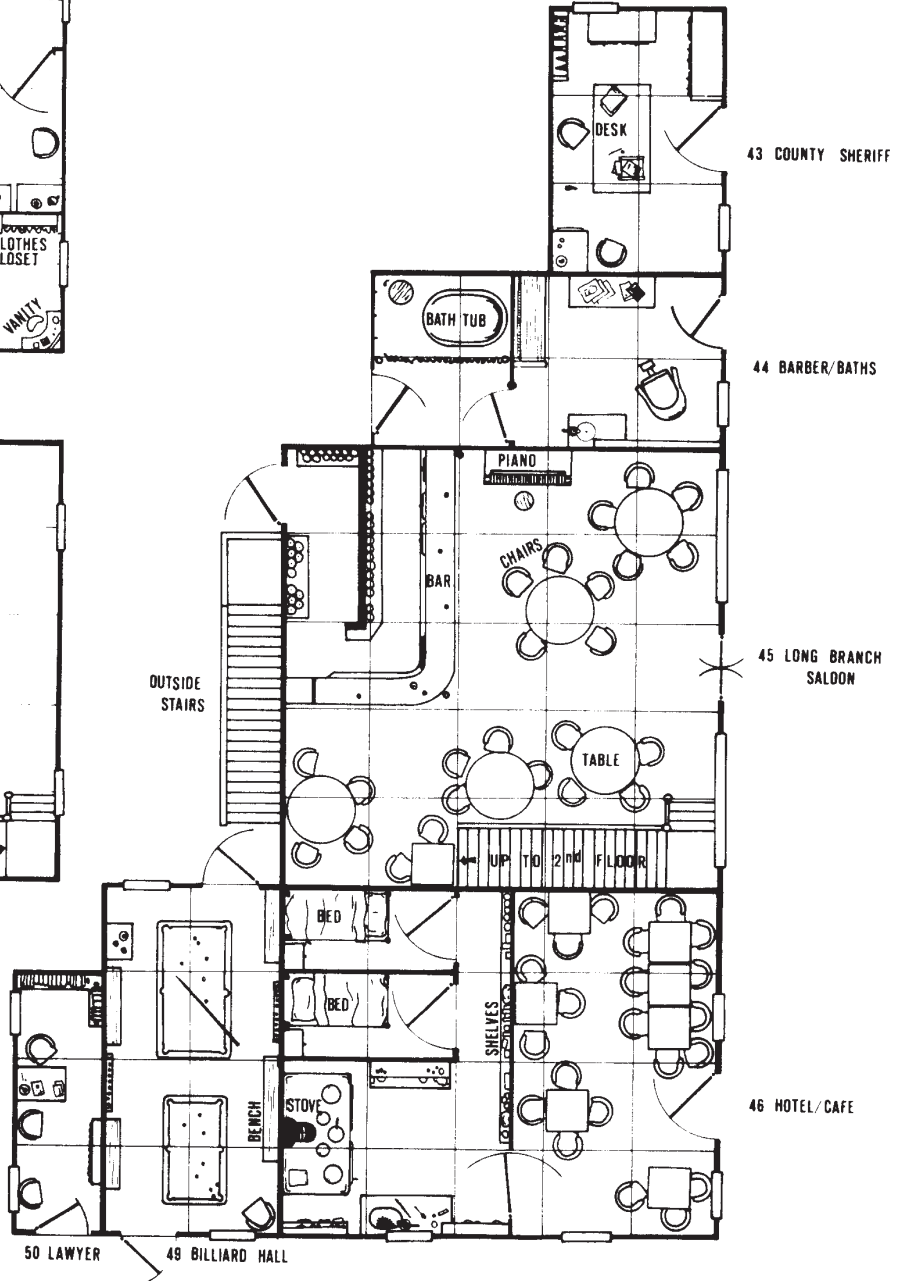 DESK
43 COUNTY SHERIFF
LOTHES
LOSET
VANITY
BATH TUB
44 BARBER/BATHS
PIANO
CHAIRS
BAR
45 LONG BRANCH
SALOON
OUTSIDE
STAIRS
TABLE
UP TO 2nd FLOOR
BED
BED
SHELVES
STOVE
BENCH
46 HOTEL/CAFE
50 LAWYER
49 BILLIARD HALL